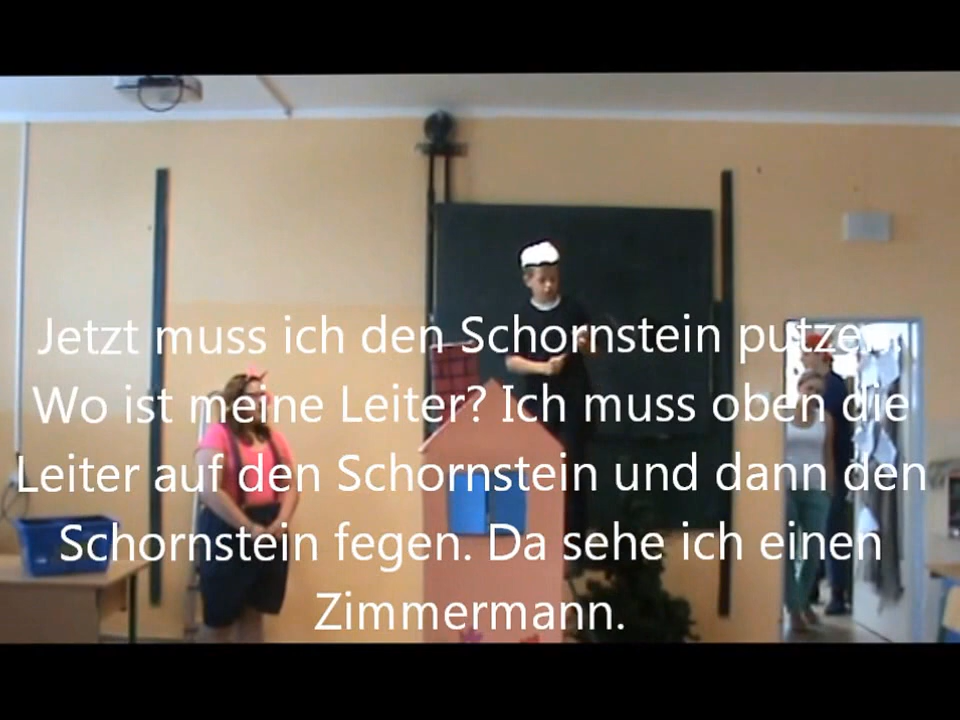 Jetzt muss ich den Schornstein putzen.
Wo ist meine Leiter? Ich muss oben die
Leiter auf den Schornstein und dann den
Schornstein fegen. Da sehe ich einen
Zimmermann.